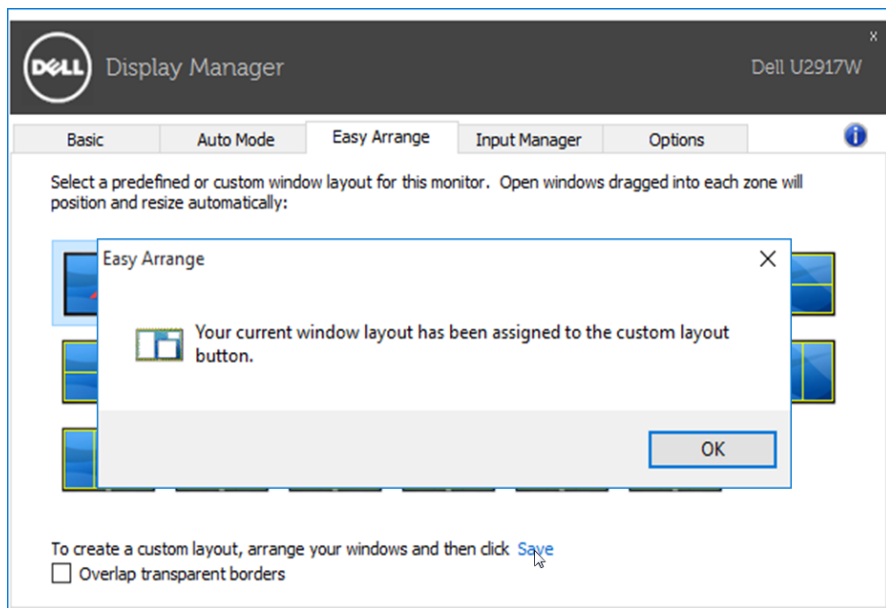 DELL Display Manager Dell U2917W
x
Basic Auto Mode Easy Arrange Input Manager Options i
Select a predefined or custom window layout for this monitor. Open windows dragged into each zone will
position and resize automatically:
Easy Arrange
Your current window layout has been assigned to the custom layout
button.
OK
To create a custom layout, arrange your windows and then click Save
Overlap transparent borders